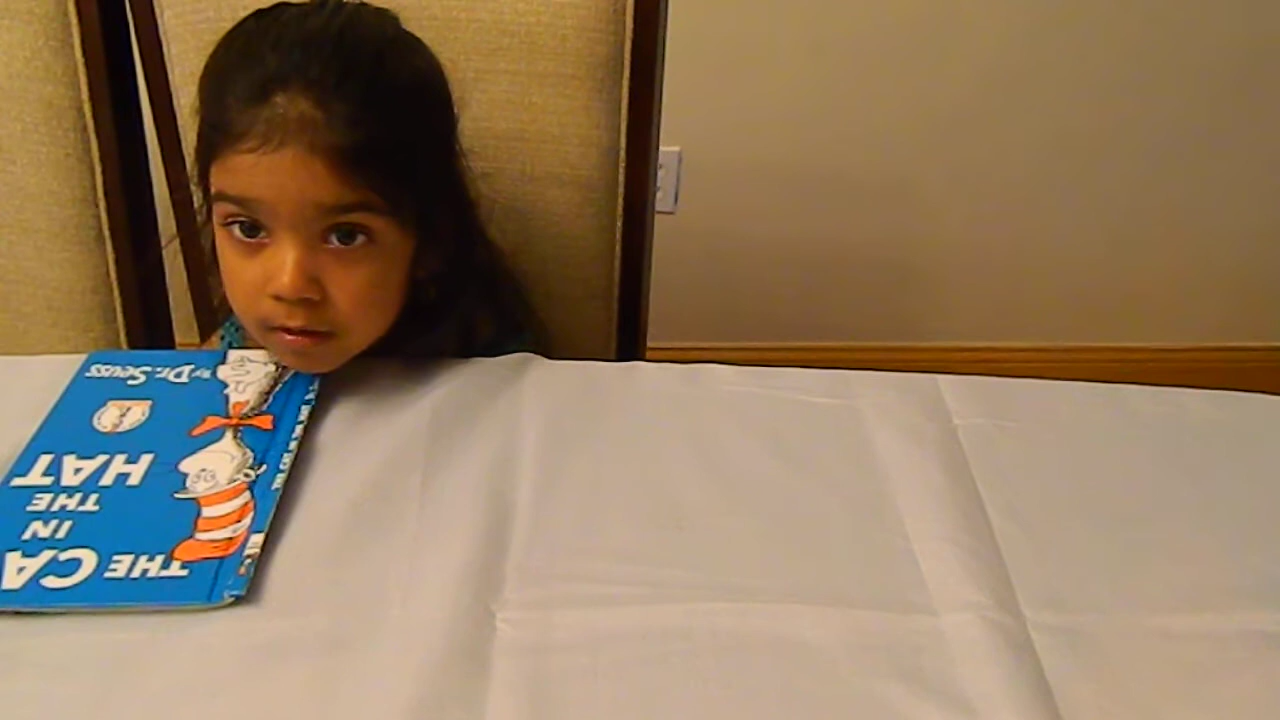 THE CA
IN
THE
HAT
By Dr. Seuss